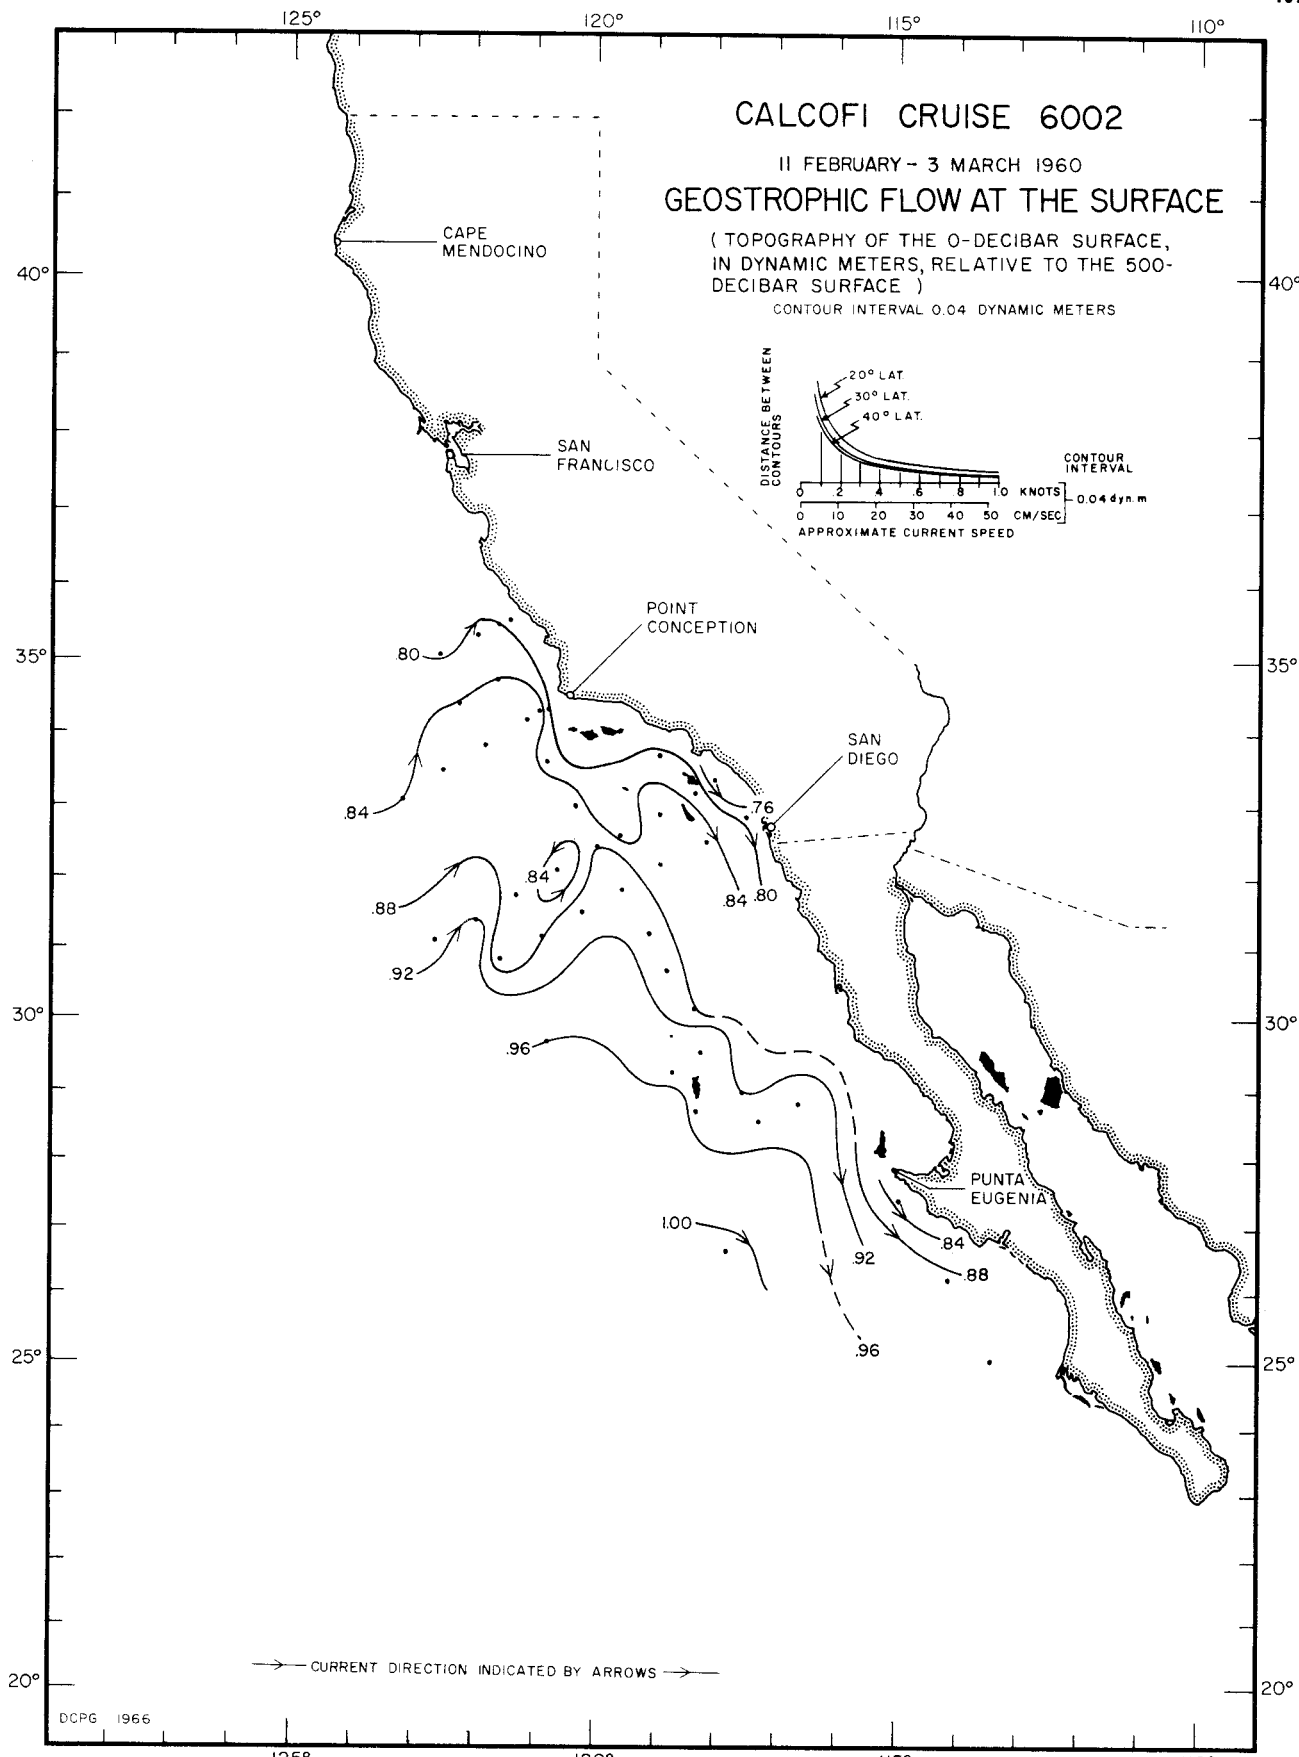 125°
120°
115°
110°
CALCOFI CRUISE 6002
11 FEBRUARY – 3 MARCH 1960
GEOSTROPHIC FLOW AT THE SURFACE
( TOPOGRAPHY OF THE 0-DECIBAR SURFACE,
IN DYNAMIC METERS, RELATIVE TO THE 500-
DECIBAR SURFACE )
CONTOUR INTERVAL 0.04 DYNAMIC METERS
CAPE
MENDOCINO
40°
40°
DISTANCE BETWEEN
CONTOURS
20° LAT.
30° LAT.
40° LAT.
CONTOUR
INTERVAL
0 .2 .4 .6 .8 1.0 KNOTS
0.04 dyn. m
0 10 20 30 40 50 CM/SEC
APPROXIMATE CURRENT SPEED
SAN
FRANCISCO
POINT
CONCEPTION
35°
.80
35°
SAN
DIEGO
.84
.76
.84
.88
.84
.80
.92
30°
30°
.96
PUNTA
EUGENIA
1.00
.84
.92
.88
.96
25°
25°
CURRENT DIRECTION INDICATED BY ARROWS
20°
20°
DCPG 1966